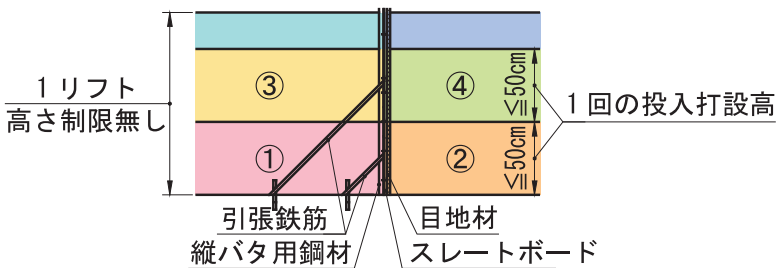 ③
④
≦50cm
1リフト
高さ制限無し
1回の投入打設高
①
②
≦50cm
引張鉄筋
目地材
縦バタ用鋼材
スレートボード